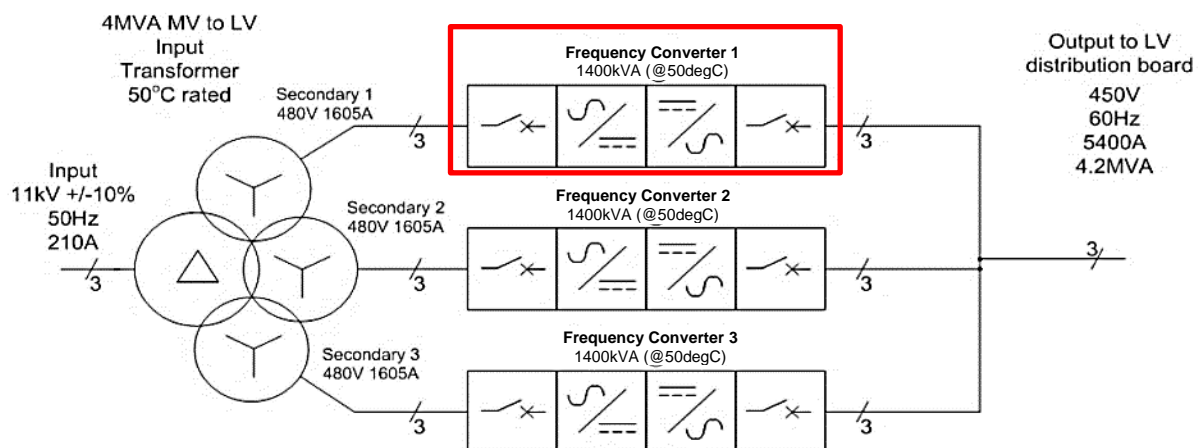 4MVA MV to LV
Input
Transformer
50°C rated
Input
11kV +/-10%
50Hz
210A
3
Secondary 1
480V 1605A
3
Frequency Converter 1
1400kVA (@50degC)
3
Secondary 2
480V 1605A
3
Frequency Converter 2
1400kVA (@50degC)
3
Secondary 3
480V 1605A
3
Frequency Converter 3
1400kVA (@50degC)
3
Output to LV
distribution board
450V
60Hz
5400A
4.2MVA
3